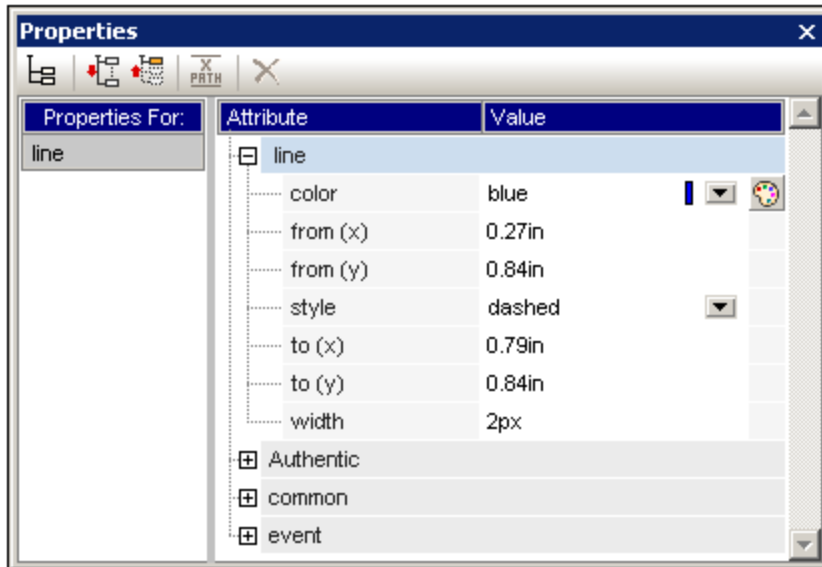 Properties
X
PATH
Properties For:
Attribute Value
line
line
color blue
from (x) 0.27in
from (y) 0.84in
style dashed
to (x) 0.79in
to (y) 0.84in
width 2px
Authentic
common
event